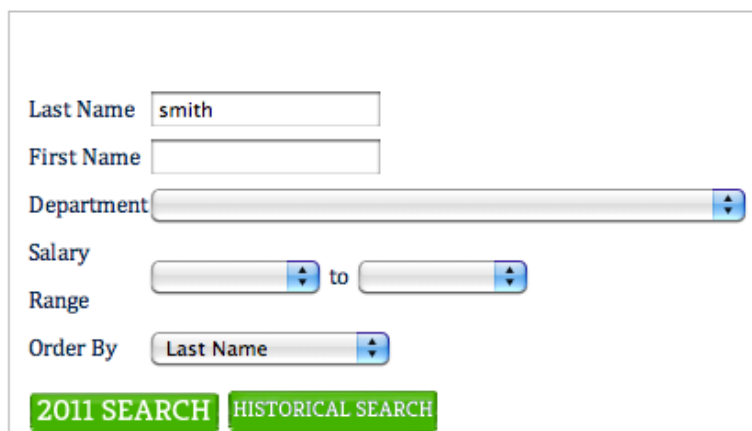 Last Name smith
First Name
Department
Salary
Range
to
Order By Last Name
2011 SEARCH HISTORICAL SEARCH